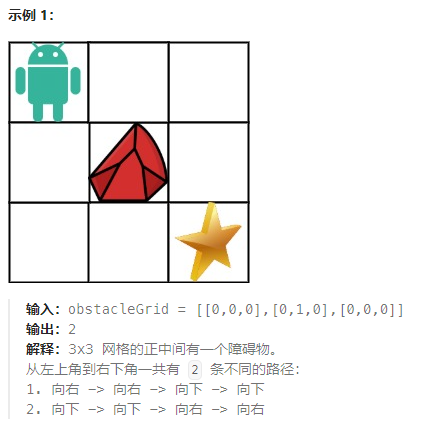 示例 1：
输入：obstacleGrid = [[0,0,0],[0,1,0],[0,0,0]]
输出：2
解释：3x3 网格的正中间有一个障碍物。
从左上角到右下角一共有 2 条不同的路径：
1. 向右 -> 向右 -> 向下 -> 向下
2. 向下 -> 向下 -> 向右 -> 向右